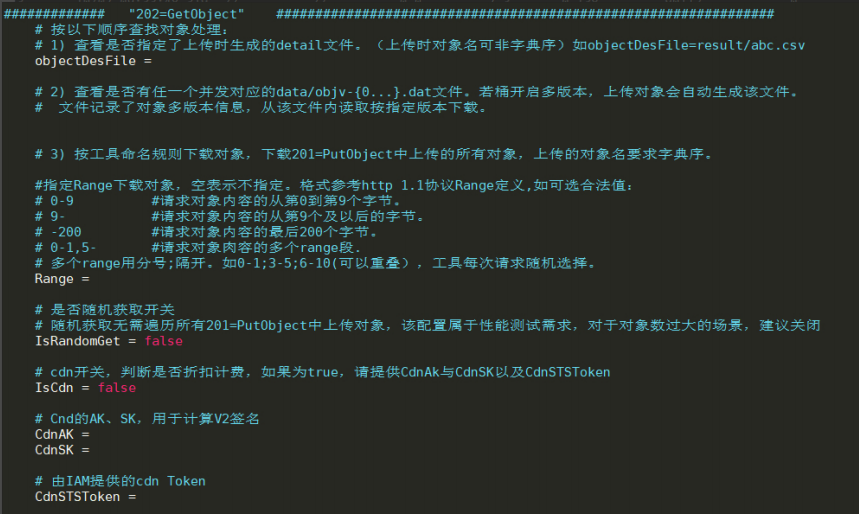 #############   "202=GetObject"    ################################################################
# 按以下顺序查找对象处理:
# 1) 查看是否指定了上传时生成的detail文件。（上传时对象名可非字典序）如objectDesFile=result/abc.csv
objectDesFile =
# 2) 查看是否有任一个并发对应的data/objv-{0...}.dat文件。若桶开启多版本, 上传对象会自动生成该文件。
#  文件记录了对象多版本信息, 从该文件内读取按指定版本下载。
# 3) 按工具命名规则下载对象, 下载201=PutObject中上传的所有对象, 上传的对象名要求字典序。
#指定Range下载对象, 空表示不指定。格式参考http 1.1协议Range定义,如可选合法值:
# 0-9          #请求对象内容的从第0到第9个字节。
# 9-           #请求对象内容的从第9个及以后的字节。
# -200         #请求对象内容的最后200个字节。
# 0-1,5-       #请求对象肉容的多个range段.
# 多个range用分号;隔开。如0-1;3-5;6-10(可以重叠）, 工具每次请求随机选择。
Range =
# 是否随机获取开关
# 随机获取无需遍历所有201=PutObject中上传对象, 该配置属于性能测试需求, 对于对象数过大的场景, 建议关闭
IsRandomGet = false
# cdn开关, 判断是否折扣计费, 如果为true, 请提供CdnAk与CdnSK以及CdnSTSToken
IsCdn = false
# Cnd的AK、SK, 用于计算V2签名
CdnAK =
CdnSK =
# 由IAM提供的cdn Token
CdnSTSToken =